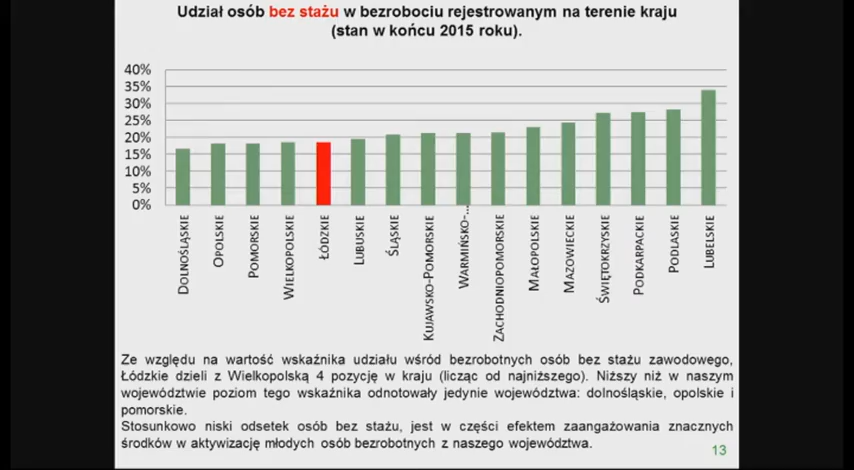 Udział osób bez stażu w bezrobociu rejestrowanym na terenie kraju
(stan w końcu 2015 roku).
40%
35%
30%
25%
20%
15%
10%
5%
0%
DOLNOŚLĄSKIE
OPOLSKIE
POMORSKIE
WIELKOPOLSKIE
ŁÓDZKIE
LUBUSKIE
ŚLĄSKIE
KUJAWSKO-POMORSKIE
WARMIŃSKO-...
ZACHODNIOPOMORSKIE
MAŁOPOLSKIE
MAZOWIECKIE
ŚWIĘTOKRZYSKIE
PODKARPACKIE
PODLASKIE
LUBELSKIE
Ze względu na wartość wskaźnika udziału wśród bezrobotnych osób bez stażu zawodowego,
Łódzkie dzieli z Wielkopolską 4 pozycję w kraju (licząc od najniższego). Niższy niż w naszym
województwie poziom tego wskaźnika odnotowały jedynie województwa: dolnośląskie, opolskie i
pomorskie.
Stosunkowo niski odsetek osób bez stażu, jest w części efektem zaangażowania znacznych
środków w aktywizację młodych osób bezrobotnych z naszego województwa.
13